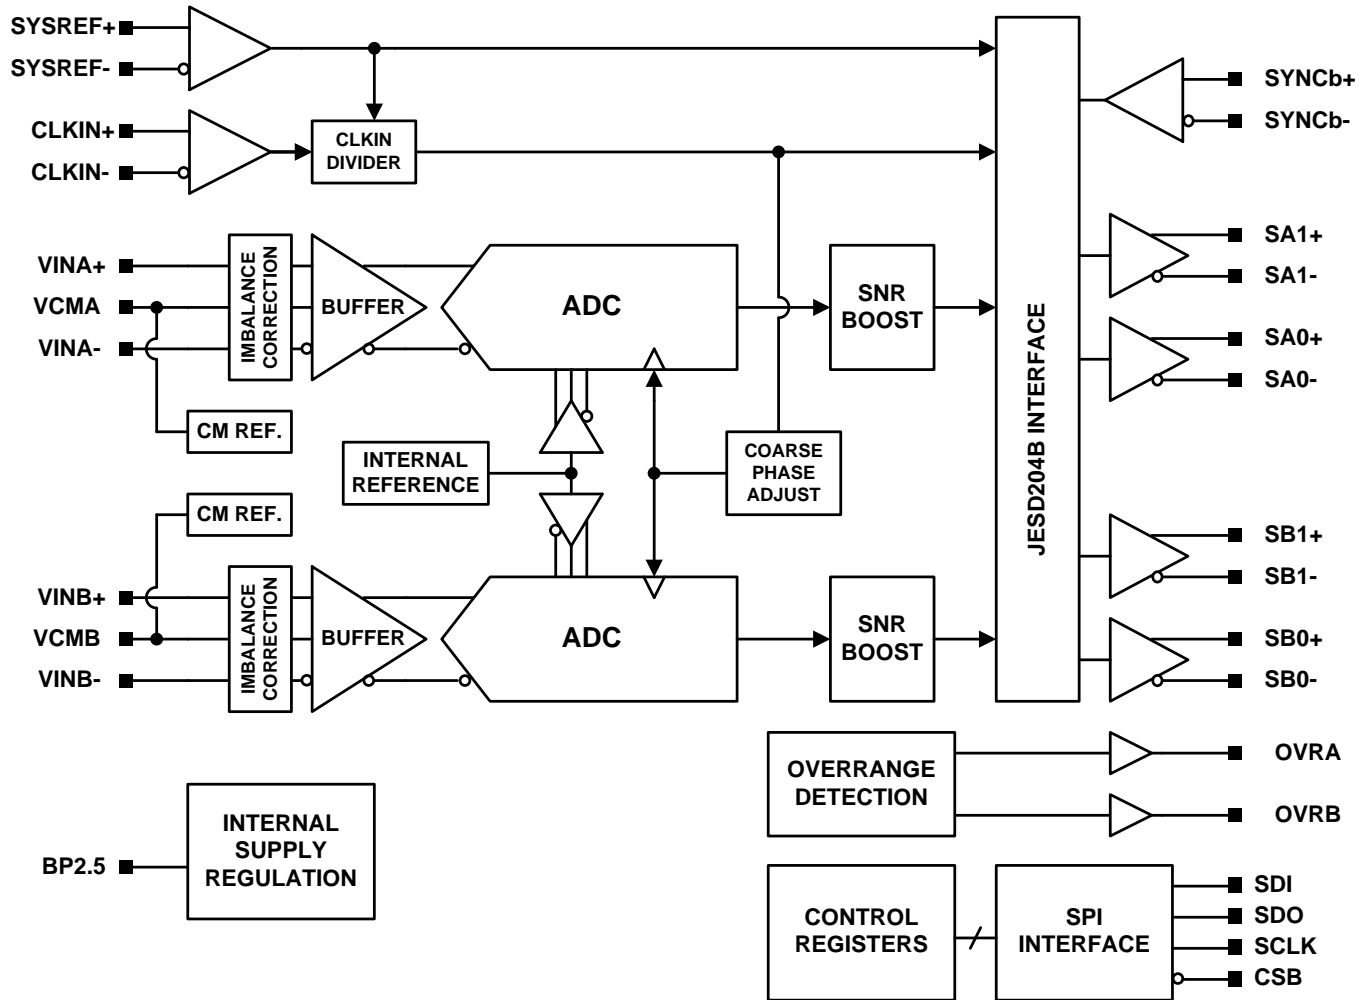 SYSREF+
SYSREF-
CLKIN+
CLKIN-
CLKIN
DIVIDER
SYNCb+
SYNCb-
VINA+
VCMA
VINA-
IMBALANCE
CORRECTION
BUFFER
ADC
SNR
BOOST
JESD204B INTERFACE
SA1+
SA1-
SA0+
SA0-
CM REF.
INTERNAL
REFERENCE
COARSE
PHASE
ADJUST
CM REF.
VINB+
VCMB
VINB-
IMBALANCE
CORRECTION
BUFFER
ADC
SNR
BOOST
SB1+
SB1-
SB0+
SB0-
OVERRANGE
DETECTION
OVRA
OVRB
BP2.5
INTERNAL
SUPPLY
REGULATION
CONTROL
REGISTERS
SPI
INTERFACE
SDI
SDO
SCLK
CSB